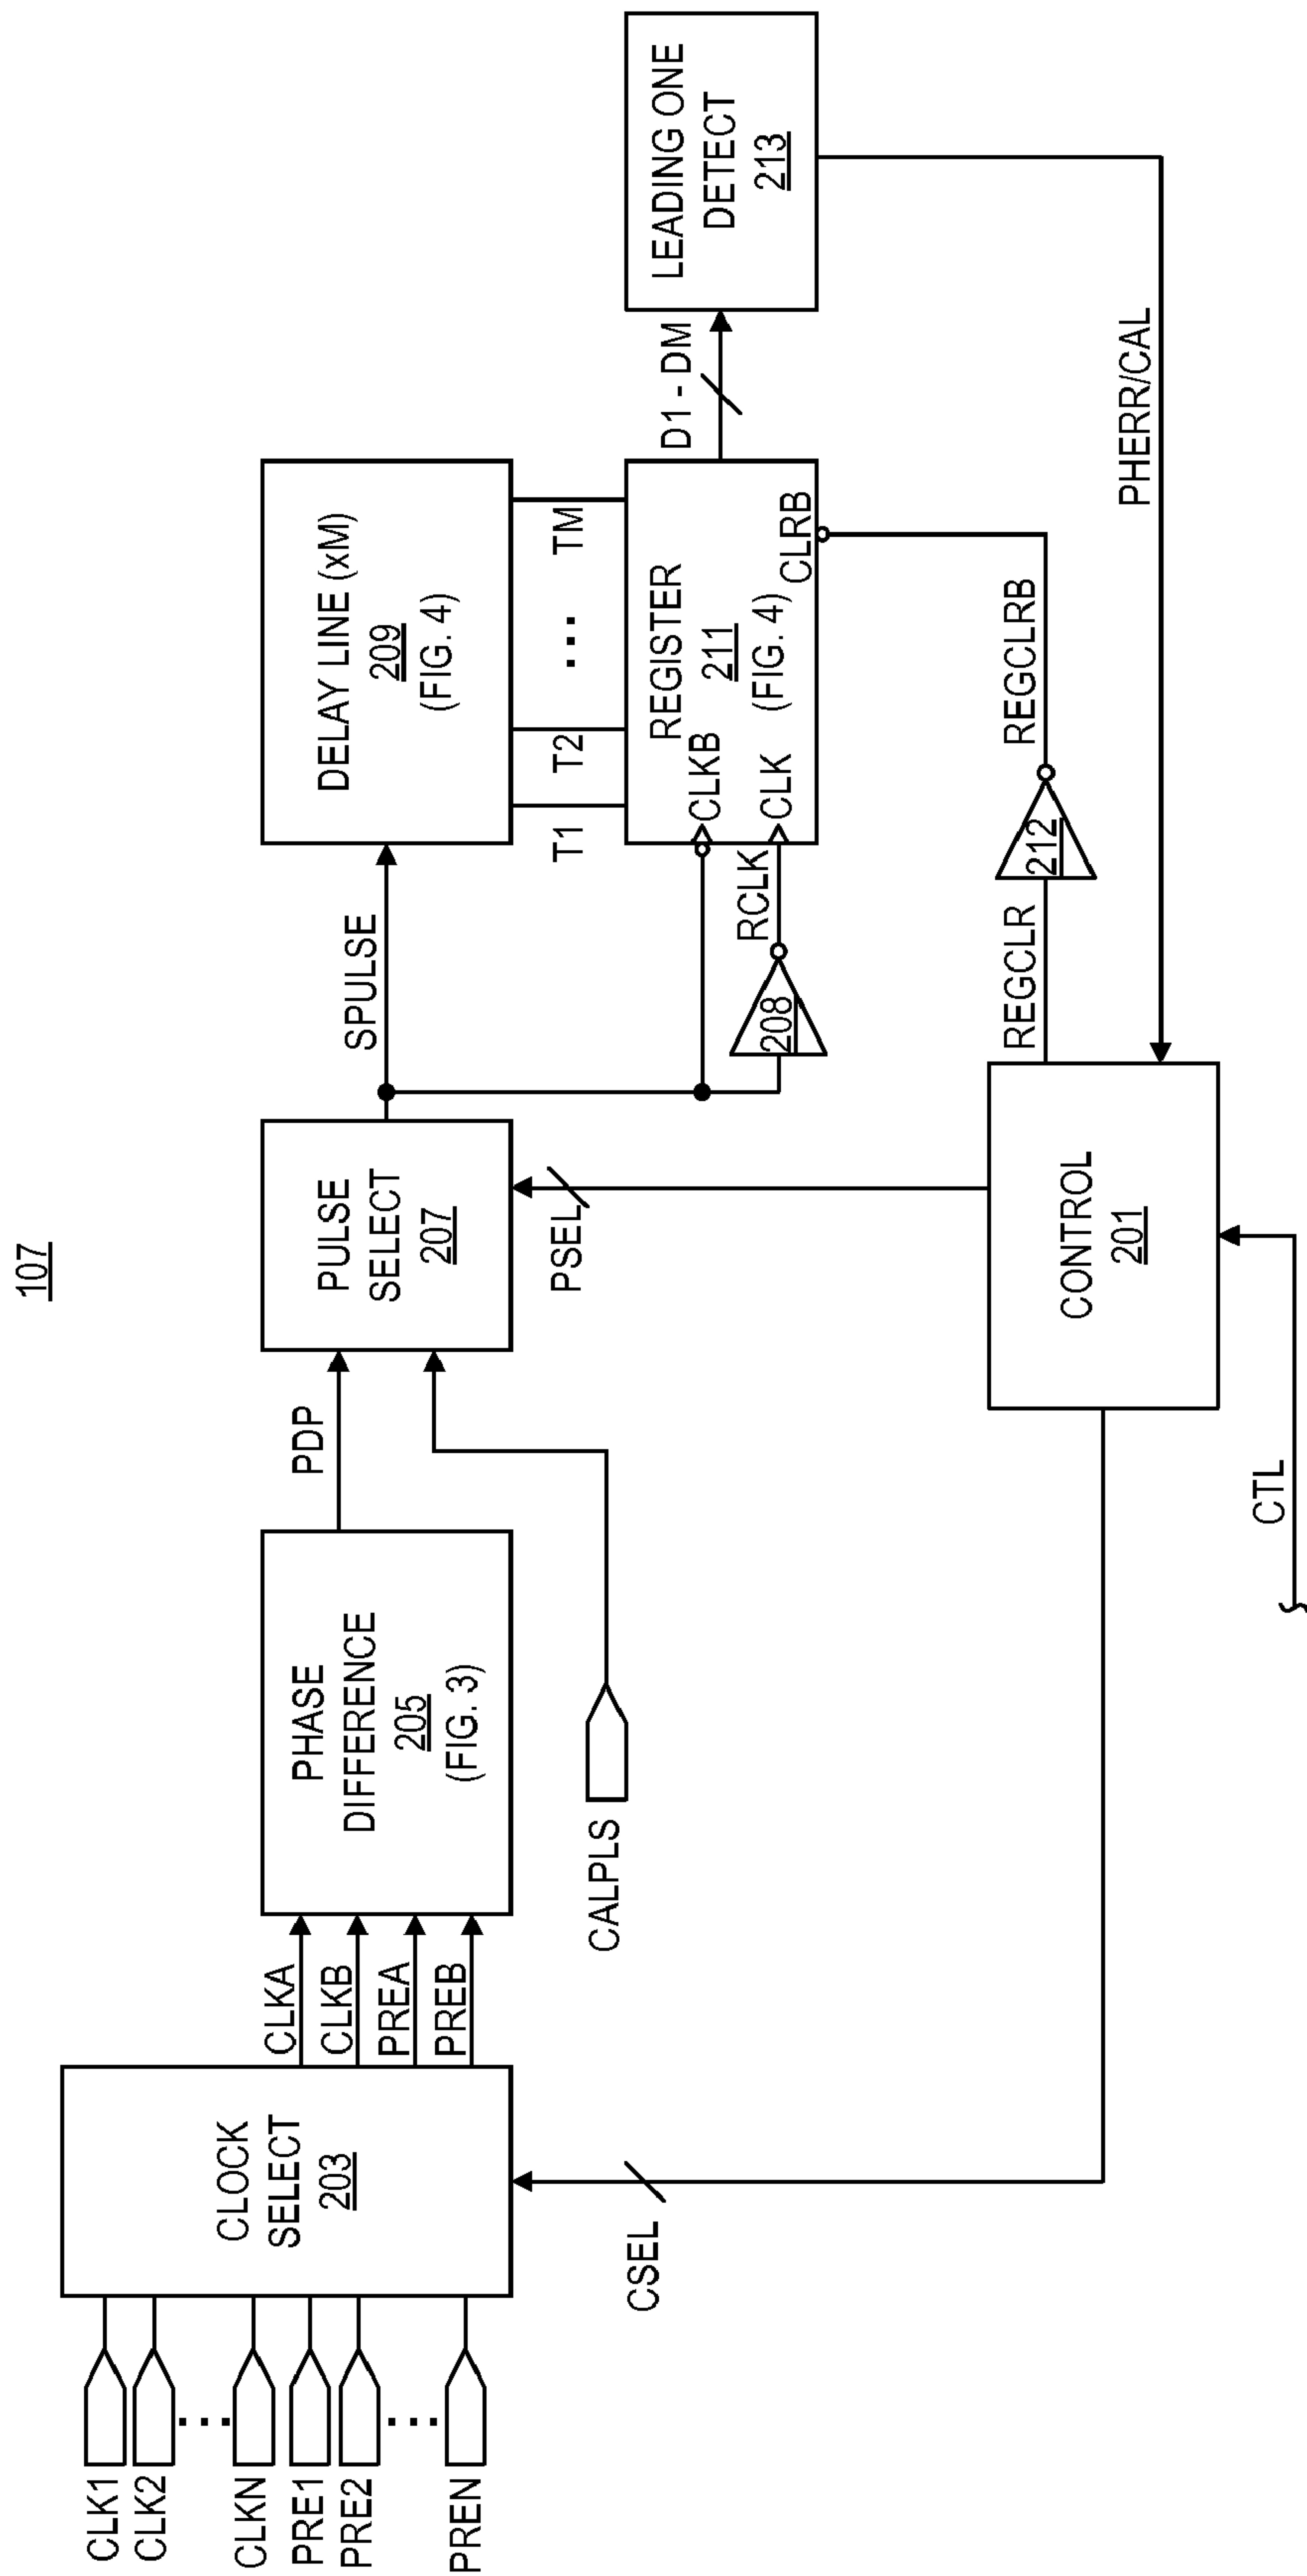 107
CLK1
CLK2
CLKN
PRE1
PRE2
PREN
CLOCK
SELECT
203
CLKA
CLKB
PREA
PREB
CSEL
PHASE
DIFFERENCE
205
(FIG. 3)
CALPLS
PDP
PULSE
SELECT
207
PSEL
SPULSE
DELAY LINE (xM)
209
(FIG. 4)
T1
T2
TM
REGISTER
211
(FIG. 4)
CLKB
CLK
CLRB
RCLK
208
D1 - DM
LEADING ONE
DETECT
213
CONTROL
201
CTL
REGCLR
212
REGCLRB
PHERR/CAL